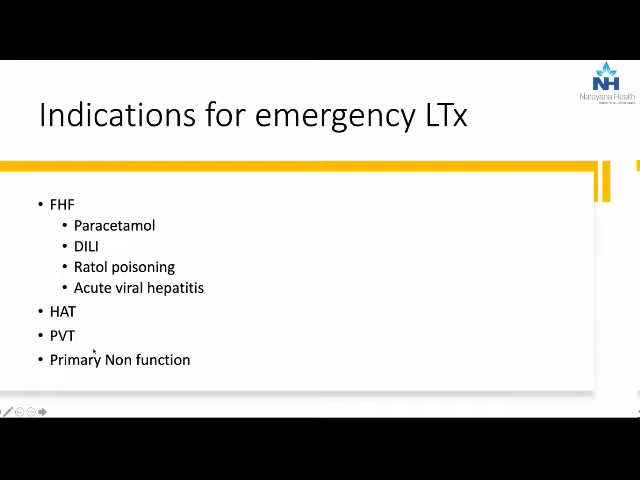 NH
Narayana Health
Indications for emergency LTx
• FHF
• Paracetamol
• DILI
• Ratol poisoning
• Acute viral hepatitis
• HAT
• PVT
• Primary Non function